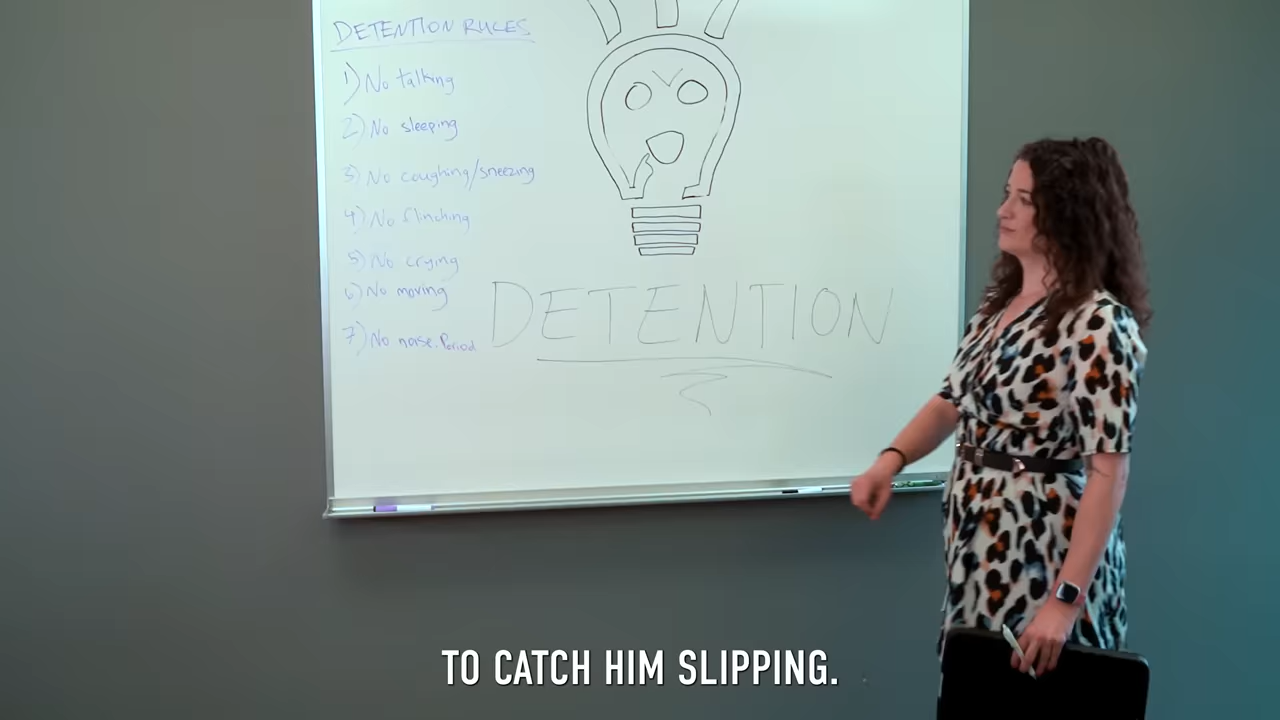 DETENTION RULES
1) No talking
2) No sleeping
3) No coughing/sneezing
4) No flinching
5) No crying
6) No moving
7) No noise. Period
DETENTION
TO CATCH HIM SLIPPING.